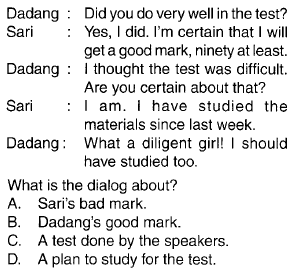 Dadang : Did you do very well in the test?
Sari : Yes, I did. I'm certain that I will
get a good mark, ninety at least.
Dadang : I thought the test was difficult.
Are you certain about that?
Sari : I am. I have studied the
materials since last week.
Dadang : What a diligent girl! I should
have studied too.
What is the dialog about?
A. Sari's bad mark.
B. Dadang's good mark.
C. A test done by the speakers.
D. A plan to study for the test.